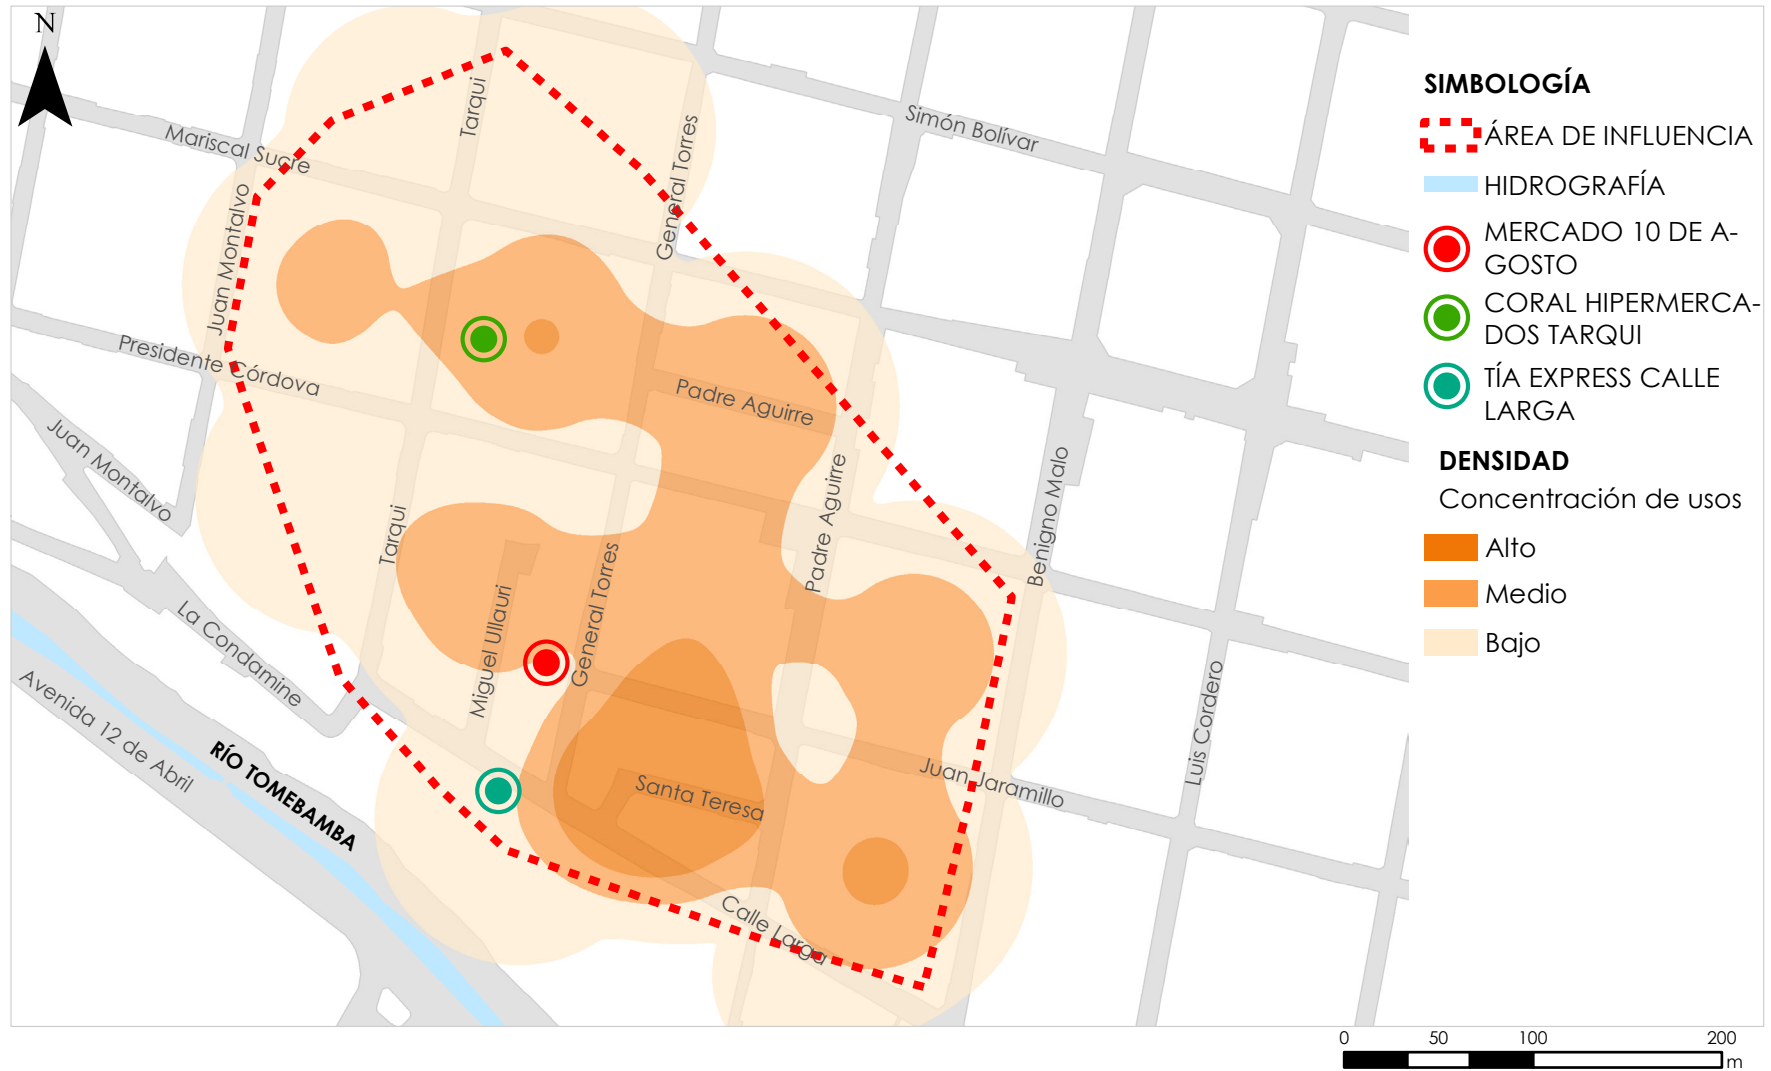 N
Tarqui
Mariscal Sucre
General Torres
Simón Bolívar
Juan Montalvo
Presidente Córdova
Padre Aguirre
Juan Montalvo
Tarqui
Padre Aguirre
Benigno Malo
Miguel Ullauri
General Torres
La Condamine
Avenida 12 de Abril
RÍO TOMEBAMBA
Santa Teresa
Juan Jaramillo
Luis Cordero
Calle Larga
SIMBOLOGÍA
ÁREA DE INFLUENCIA
HIDROGRAFÍA
MERCADO 10 DE A-
GOSTO
CORAL HIPERMERCA-
DOS TARQUI
TÍA EXPRESS CALLE
LARGA
DENSIDAD
Concentración de usos
Alto
Medio
Bajo
0 50 100 200
m